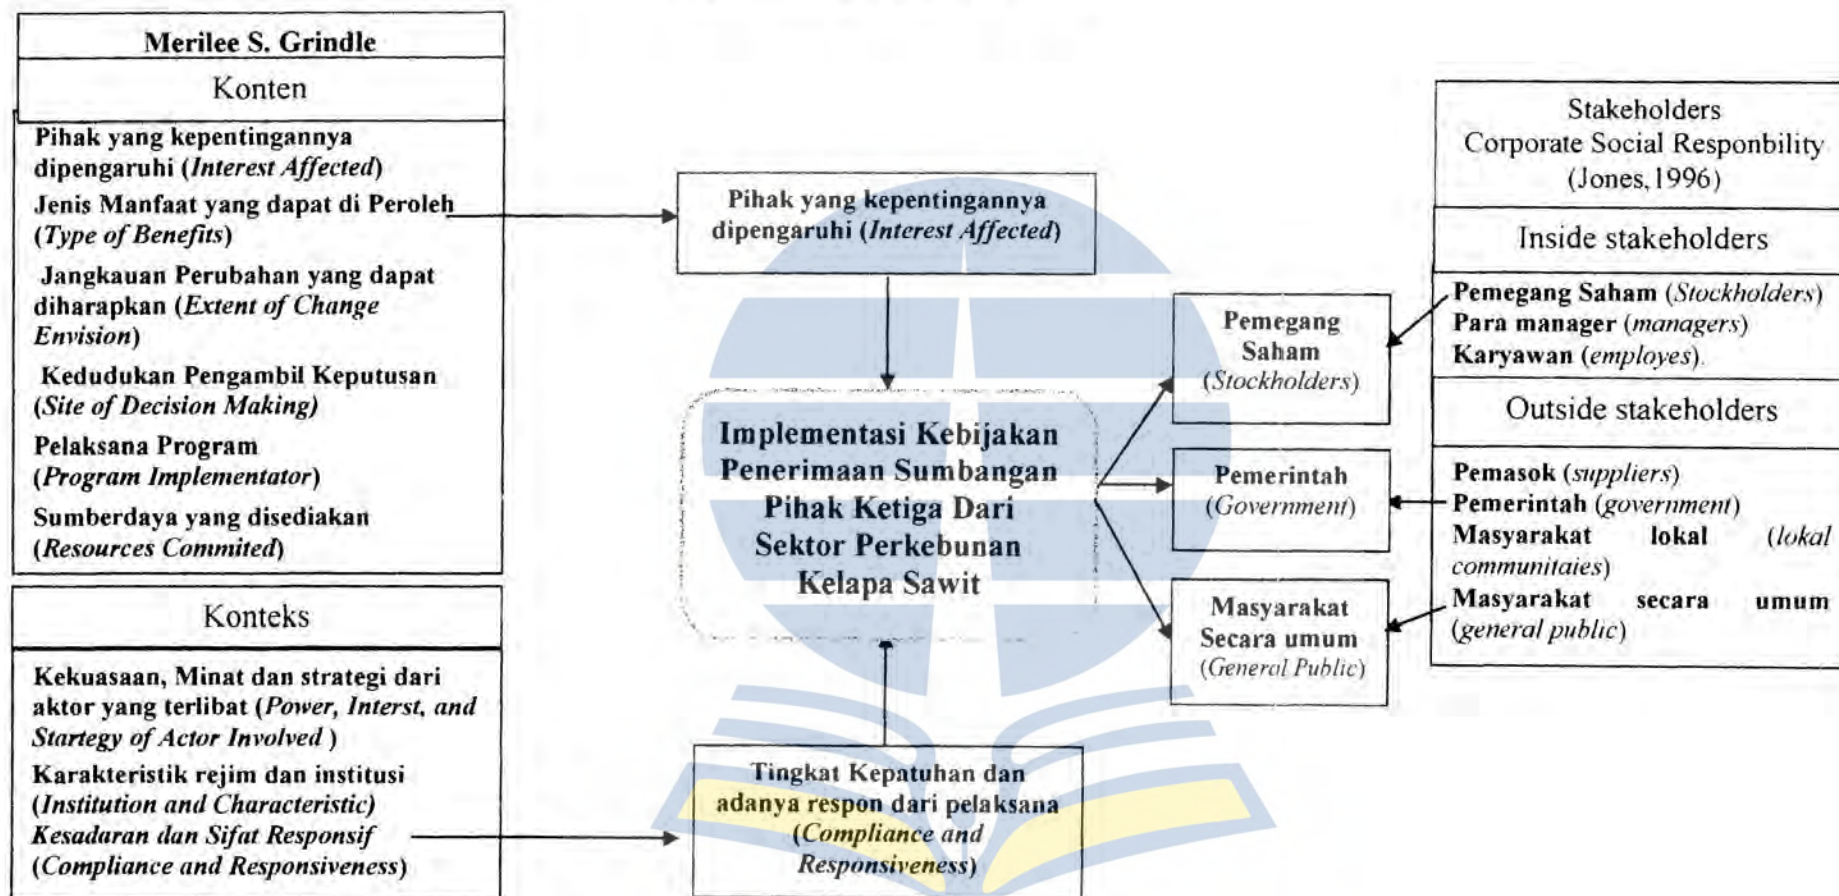 Merilee S. Grindle
Konten
Pihak yang kepentingannya
dipengaruhi (Interest Affected)
Jenis Manfaat yang dapat di Peroleh
(Type of Benefits)
Jangkauan Perubahan yang dapat
diharapkan (Extent of Change
Envision)
Kedudukan Pengambil Keputusan
(Site of Decision Making)
Pelaksana Program
(Program Implementator)
Sumberdaya yang disediakan
(Resources Commited)
Konteks
Kekuasaan, Minat dan strategi dari
aktor yang terlibat (Power, Interst, and
Startegy of Actor Involved )
Karakteristik rejim dan institusi
(Institution and Characteristic)
Kesadaran dan Sifat Responsif
(Compliance and Responsiveness)
Pihak yang kepentingannya
dipengaruhi (Interest Affected)
Implementasi Kebijakan
Penerimaan Sumbangan
Pihak Ketiga Dari
Sektor Perkebunan
Kelapa Sawit
Tingkat Kepatuhan dan
adanya respon dari pelaksana
(Compliance and
Responsiveness)
Pemegang
Saham
(Stockholders)
Pemerintah
(Government)
Masyarakat
Secara umum
(General Public)
Stakeholders
Corporate Social Responbility
(Jones, 1996)
Inside stakeholders
Pemegang Saham (Stockholders)
Para manager (managers)
Karyawan (employes).
Outside stakeholders
Pemasok (suppliers)
Pemerintah (government)
Masyarakat lokal (lokal
communitaies)
Masyarakat secara umum
(general public)